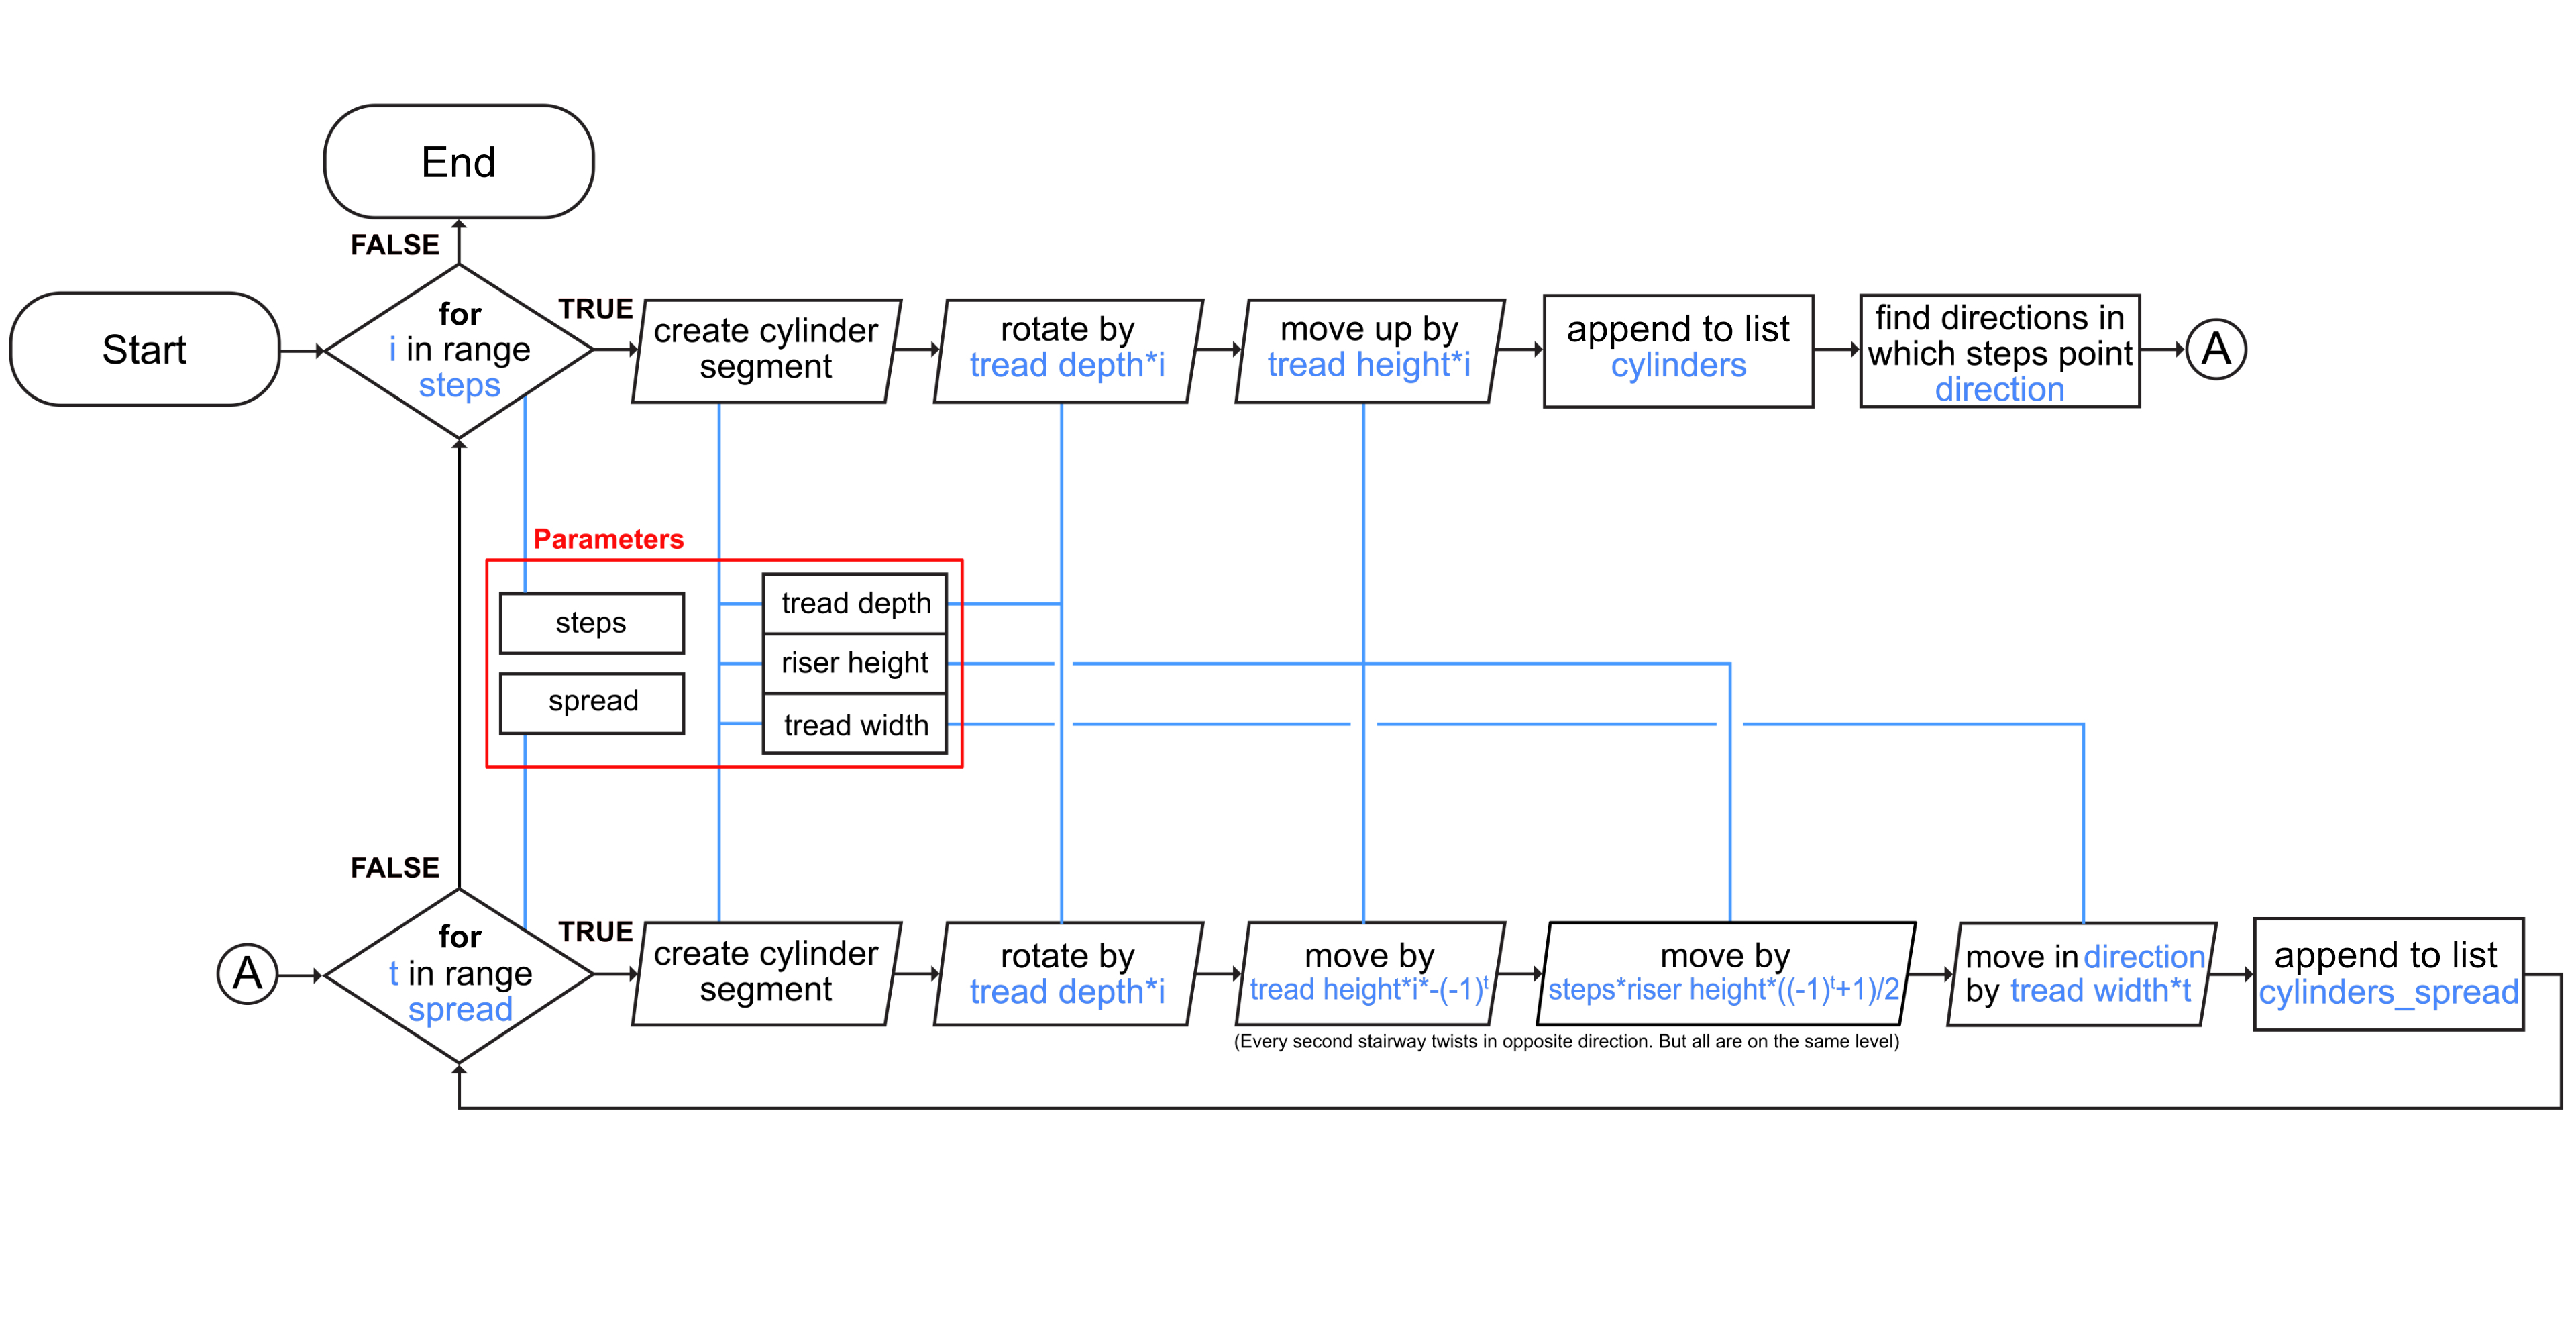 End
FALSE
Start
for
i in range
steps
TRUE
create cylinder
segment
rotate by
tread depth*i
move up by
tread height*i
append to list
cylinders
find directions in
which steps point
direction
A
Parameters
steps
spread
tread depth
riser height
tread width
FALSE
A
for
t in range
spread
TRUE
create cylinder
segment
rotate by
tread depth*i
move by
tread height*i*-(-1)ᵗ
move by
steps*riser height*((-1)ᵗ+1)/2
(Every second stairway twists in opposite direction. But all are on the same level)
move in direction
by tread width*t
append to list
cylinders_spread